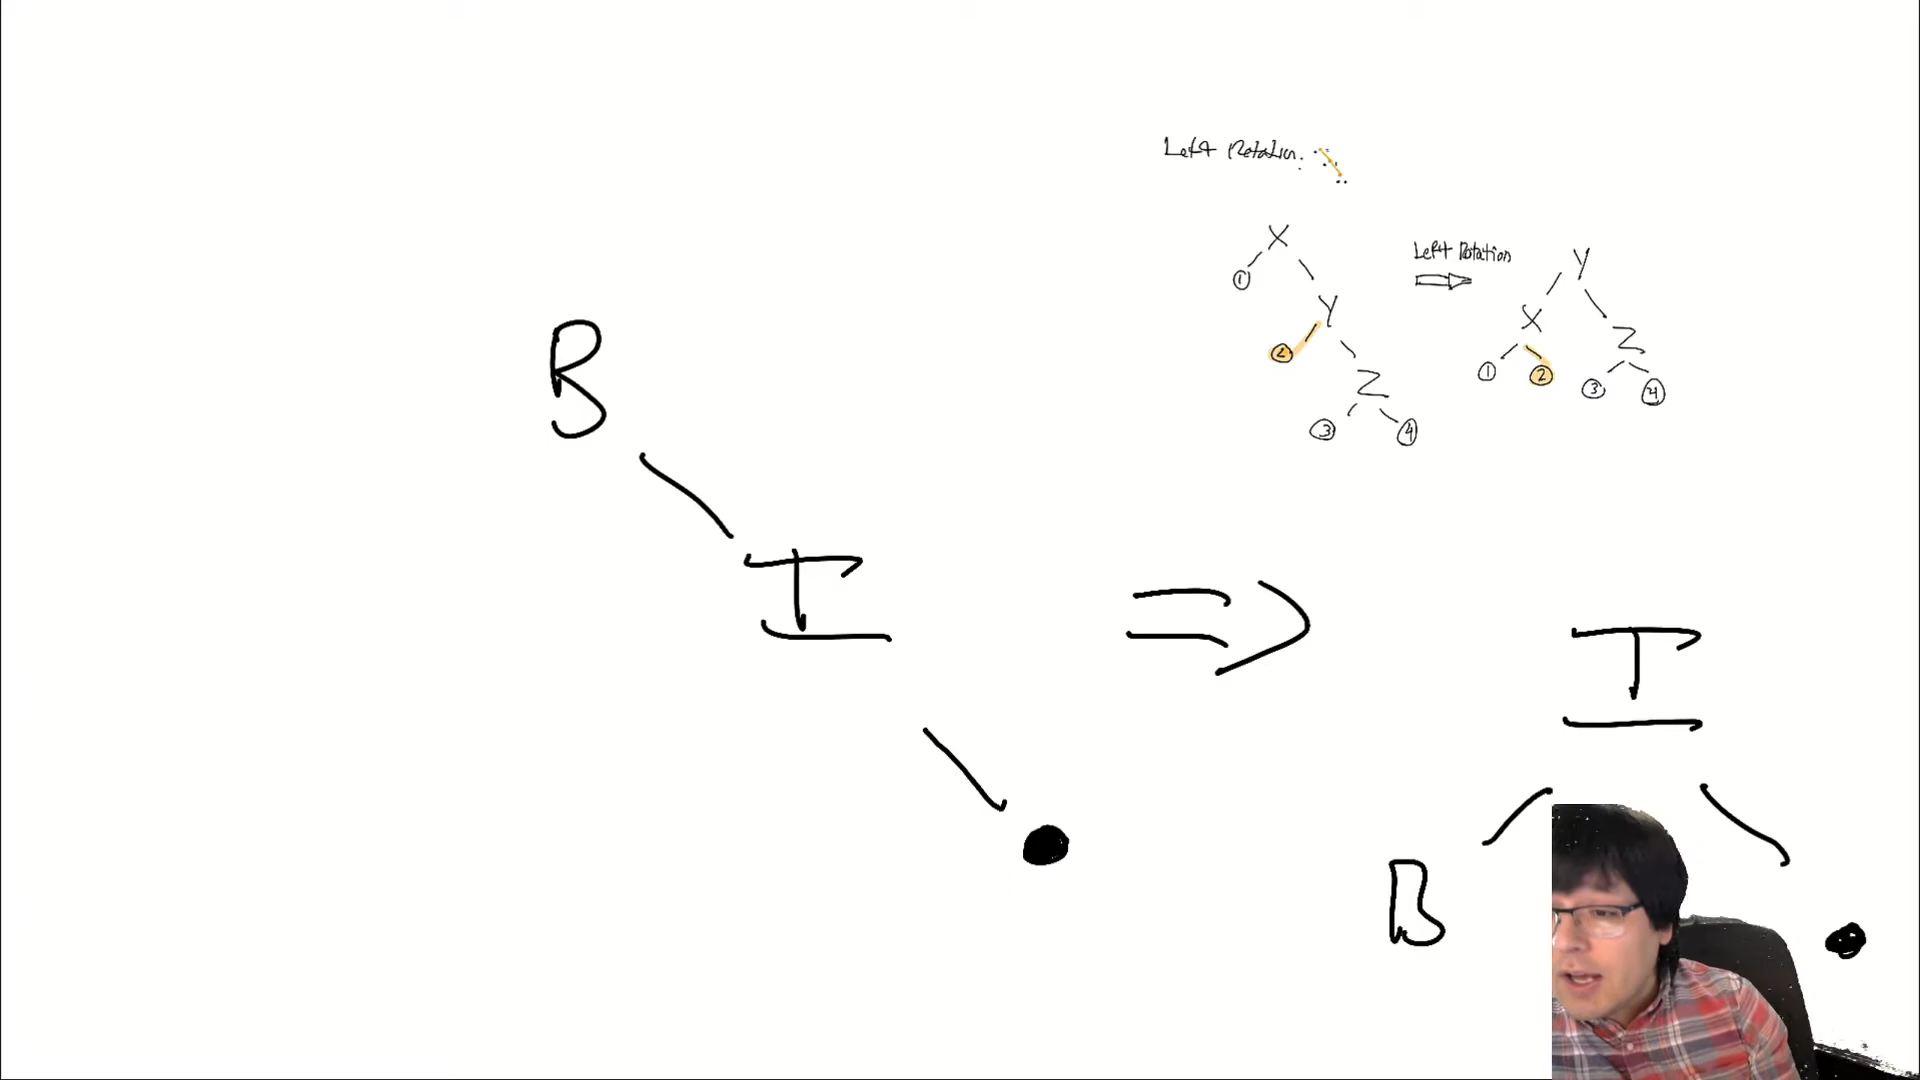 Left Rotation:
X
①
Left Rotation
Y
Y
②
X
Z
Z
①
②
③
④
③
④
B
I
I
B